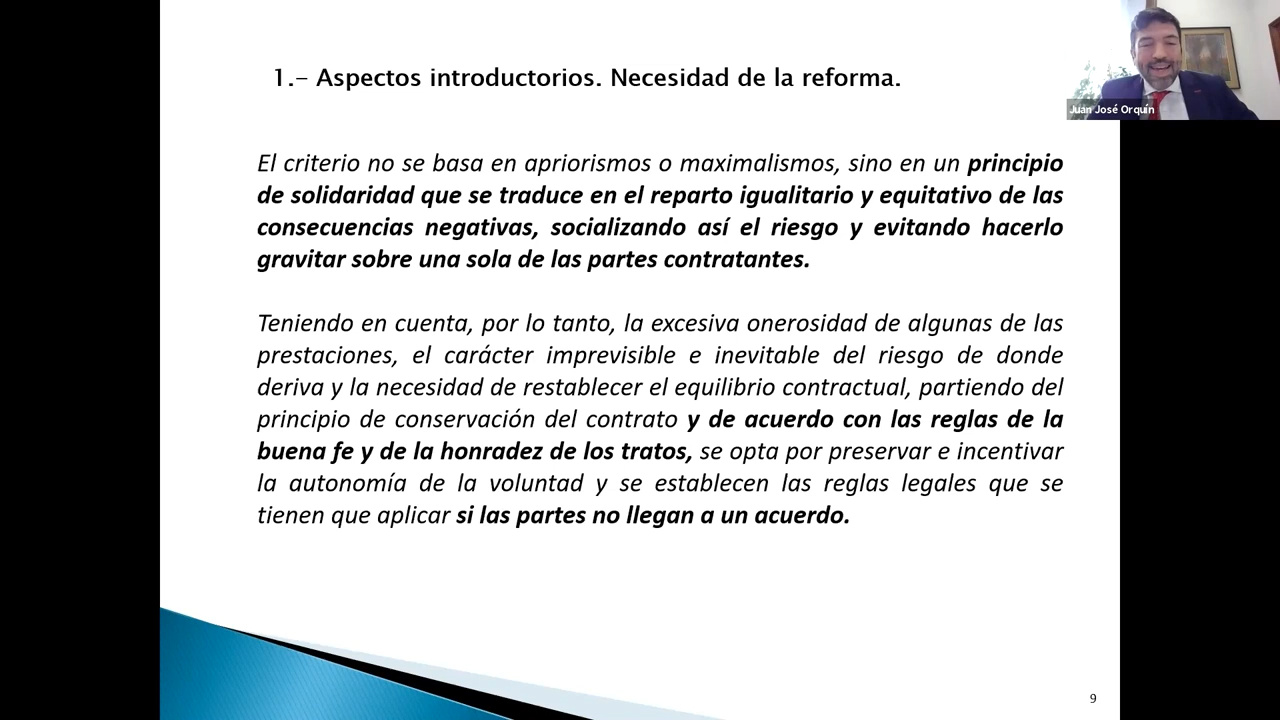 1.- Aspectos introductorios. Necesidad de la reforma.
Juan José Orquín
El criterio no se basa en apriorismos o maximalismos, sino en un principio
de solidaridad que se traduce en el reparto igualitario y equitativo de las
consecuencias negativas, socializando así el riesgo y evitando hacerlo
gravitar sobre una sola de las partes contratantes.
Teniendo en cuenta, por lo tanto, la excesiva onerosidad de algunas de las
prestaciones, el carácter imprevisible e inevitable del riesgo de donde
deriva y la necesidad de restablecer el equilibrio contractual, partiendo del
principio de conservación del contrato y de acuerdo con las reglas de la
buena fe y de la honradez de los tratos, se opta por preservar e incentivar
la autonomía de la voluntad y se establecen las reglas legales que se
tienen que aplicar si las partes no llegan a un acuerdo.
9